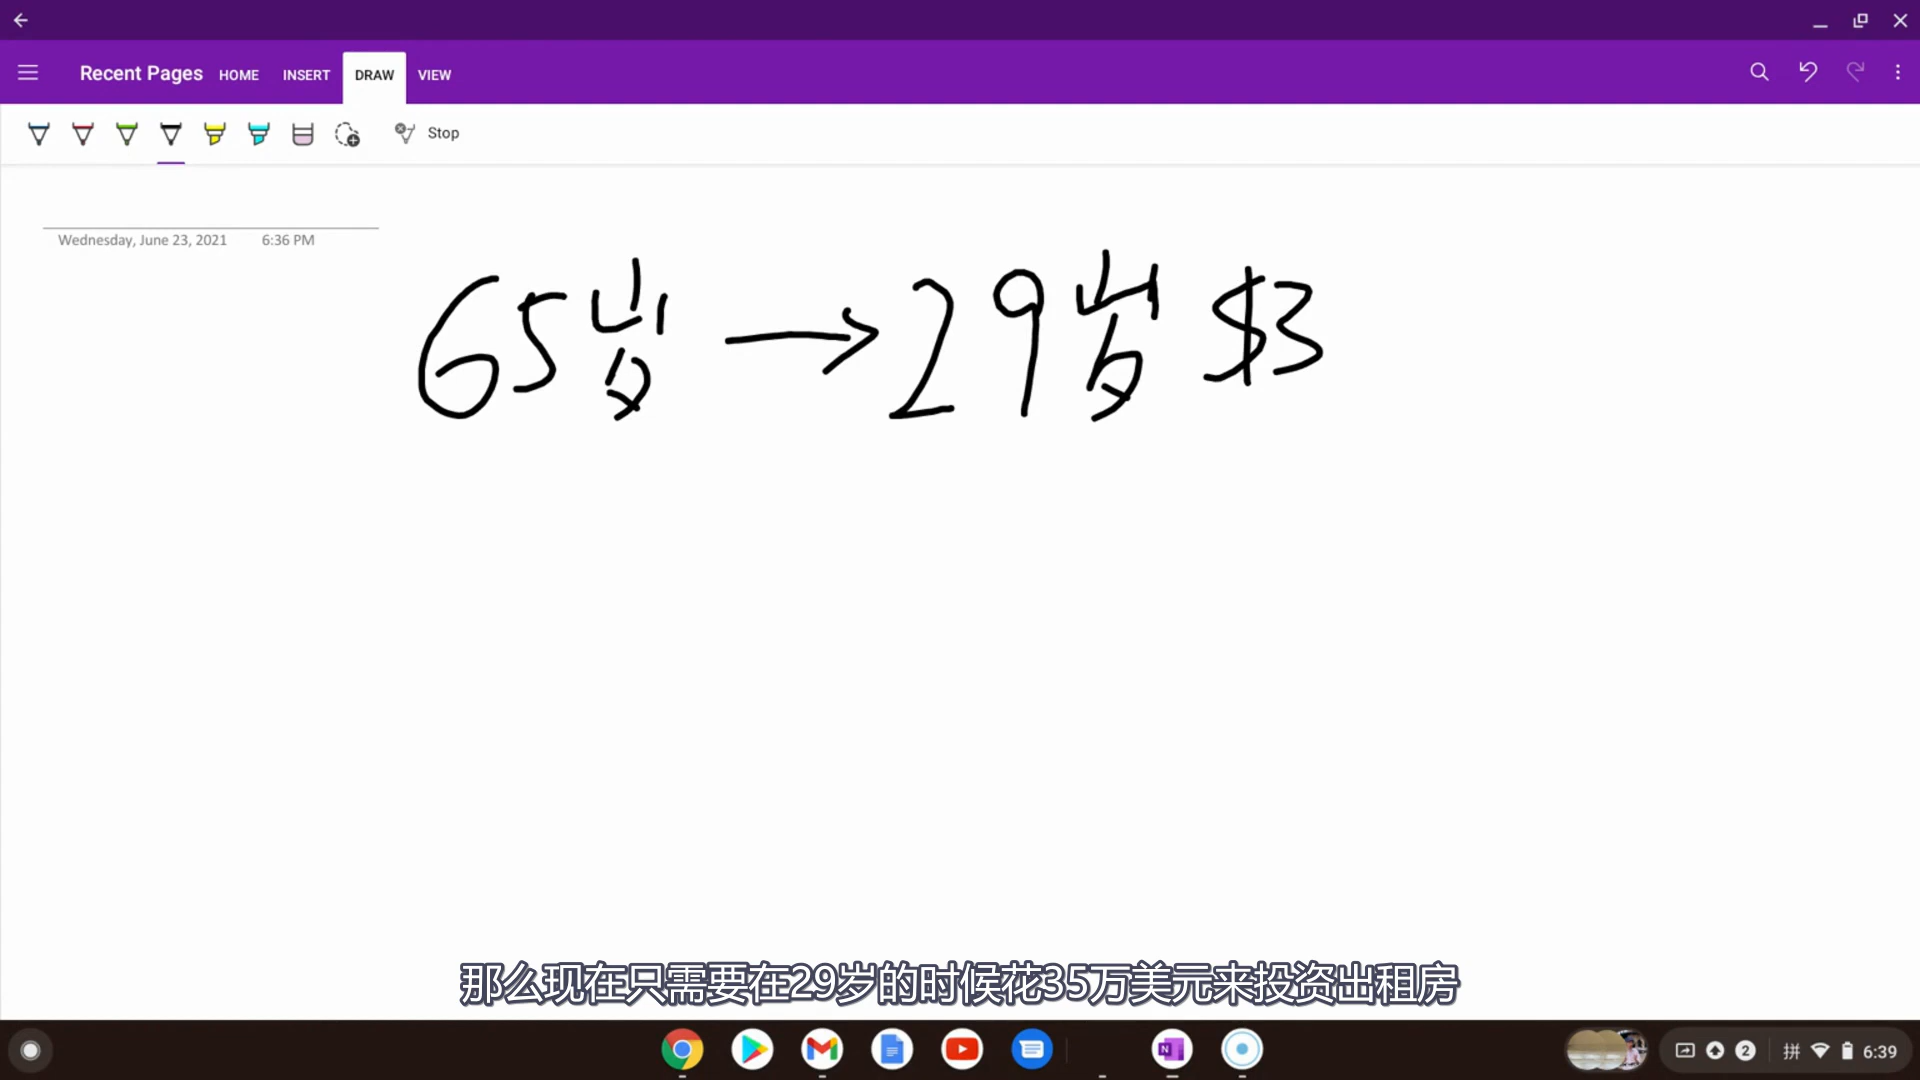 Recent Pages HOME INSERT DRAW VIEW
Stop
Wednesday, June 23, 2021 6:36 PM
65岁 → 29岁 $3
那么现在只需要在29岁的时候花35万美元来投资出租房
2 拼 6:39